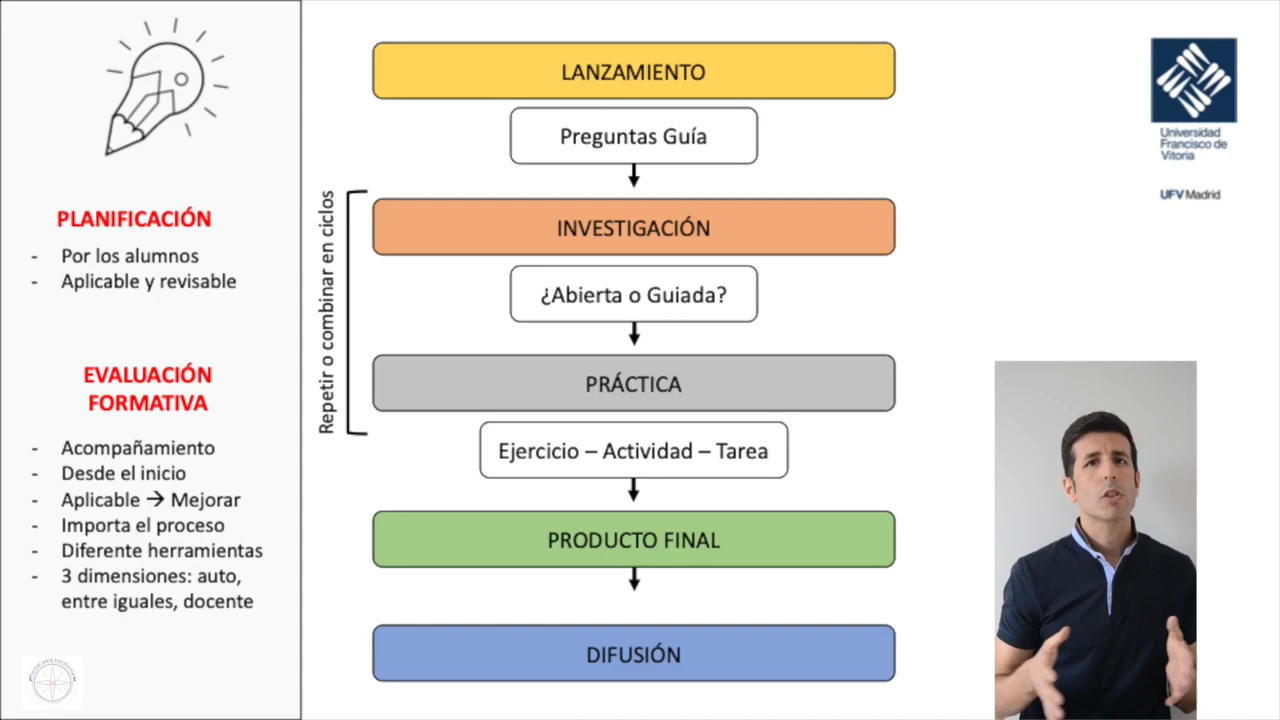 PLANIFICACIÓN
- Por los alumnos
- Aplicable y revisable
EVALUACIÓN
FORMATIVA
- Acompañamiento
- Desde el inicio
- Aplicable → Mejorar
- Importa el proceso
- Diferente herramientas
- 3 dimensiones: auto,
entre iguales, docente
Repetir o combinar en ciclos
LANZAMIENTO
Preguntas Guía
INVESTIGACIÓN
¿Abierta o Guiada?
PRÁCTICA
Ejercicio – Actividad – Tarea
PRODUCTO FINAL
DIFUSIÓN
Universidad
Francisco de
Vitoria
UFV Madrid